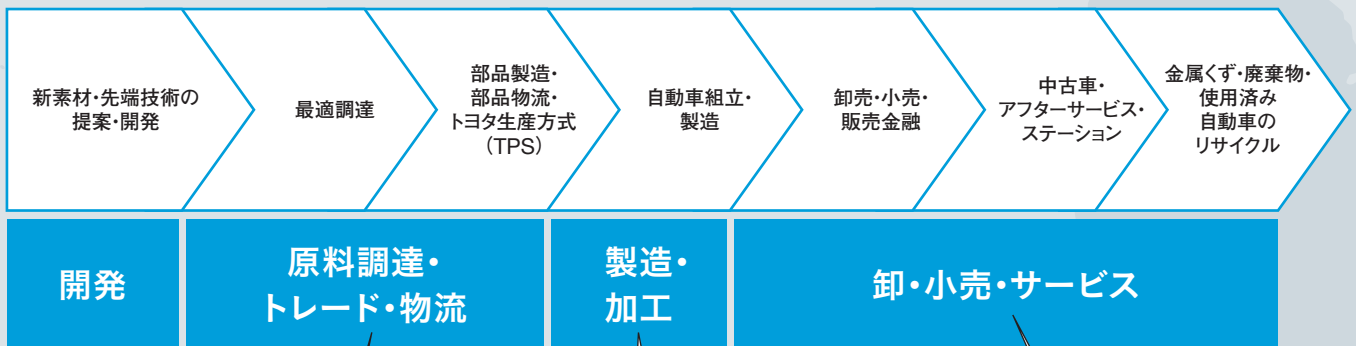 新素材・先端技術の
提案・開発
最適調達
部品製造・
部品物流・
トヨタ生産方式
(TPS)
自動車組立・
製造
卸売・小売・
販売金融
中古車・
アフターサービス・
ステーション
金属くず・廃棄物・
使用済み
自動車の
リサイクル
開発
原料調達・
トレード・物流
製造・
加工
卸・小売・サービス